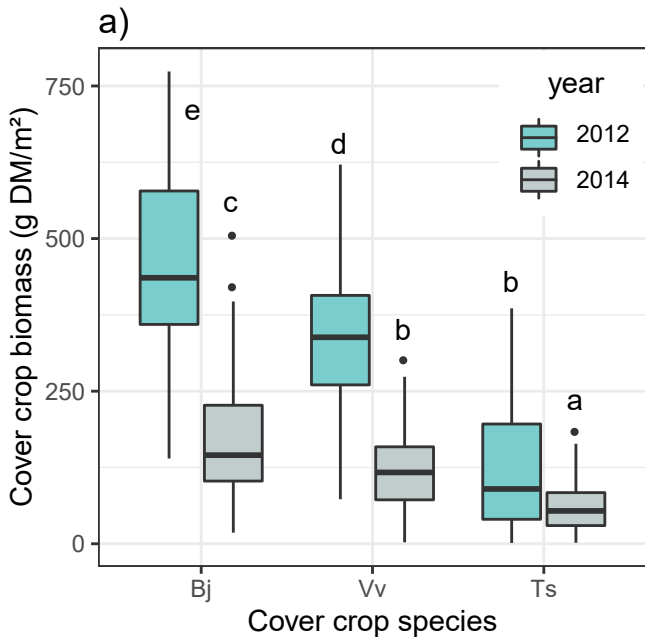 a)
year
2012
2014
750
500
250
0
e
d
c
b
b
a
Bj
Vv
Ts
Cover crop biomass (g DM/m²)
Cover crop species